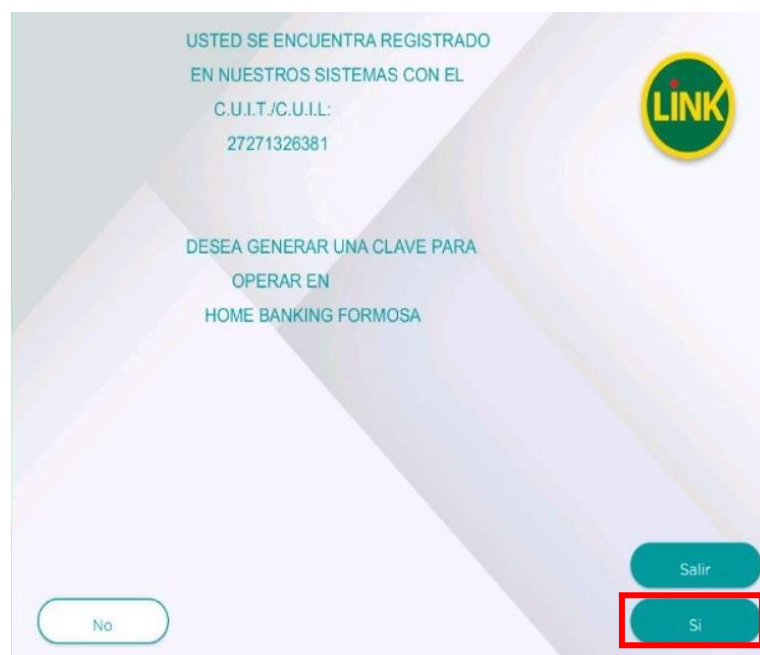 USTED SE ENCUENTRA REGISTRADO
EN NUESTROS SISTEMAS CON EL
C.U.I.T./C.U.I.L:
27271326381
LINK
DESEA GENERAR UNA CLAVE PARA
OPERAR EN
HOME BANKING FORMOSA
Salir
No
Si